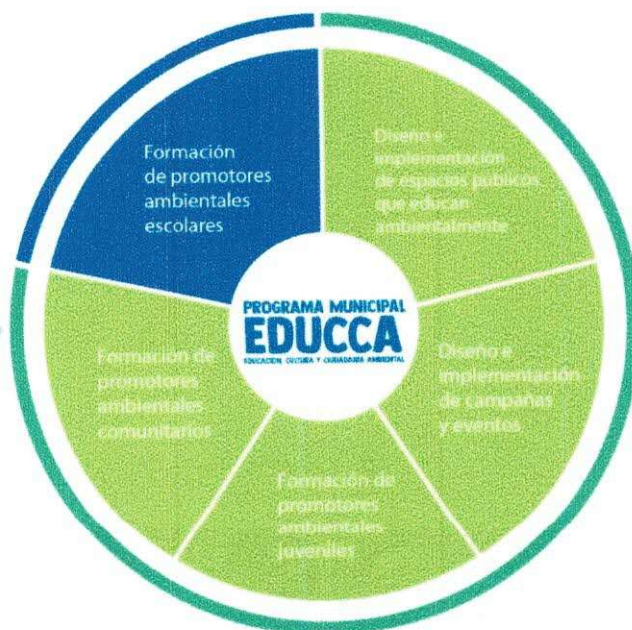 Formación
de promotores
ambientales
escolares
Diseño e
implementación
de espacios públicos
que educan
ambientalmente
PROGRAMA MUNICIPAL
EDUCCA
EDUCACIÓN, CULTURA Y CIUDADANÍA AMBIENTAL
Formación de
promotores
ambientales
comunitarios
Diseño e
implementación
de campañas
y eventos
Formación de
promotores
ambientales
juveniles